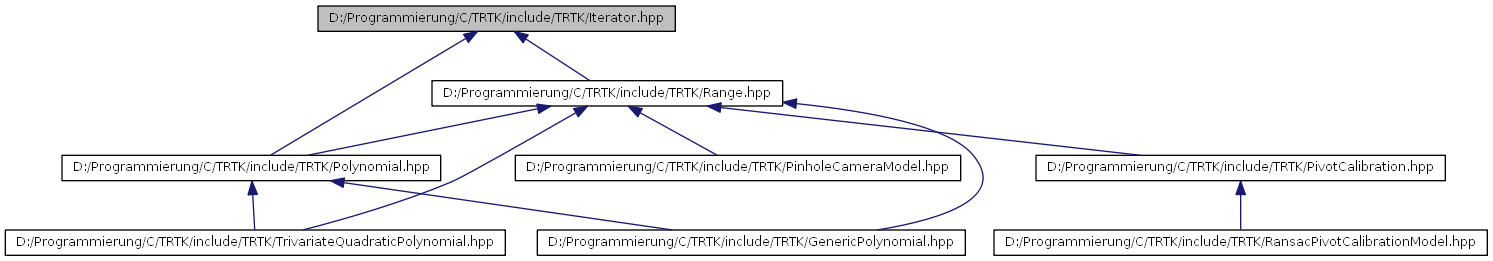 D:/Programmierung/C/TRTK/include/TRTK/Iterator.hpp
D:/Programmierung/C/TRTK/include/TRTK/Range.hpp
D:/Programmierung/C/TRTK/include/TRTK/Polynomial.hpp
D:/Programmierung/C/TRTK/include/TRTK/PinholeCameraModel.hpp
D:/Programmierung/C/TRTK/include/TRTK/PivotCalibration.hpp
D:/Programmierung/C/TRTK/include/TRTK/TrivariateQuadraticPolynomial.hpp
D:/Programmierung/C/TRTK/include/TRTK/GenericPolynomial.hpp
D:/Programmierung/C/TRTK/include/TRTK/RansacPivotCalibrationModel.hpp